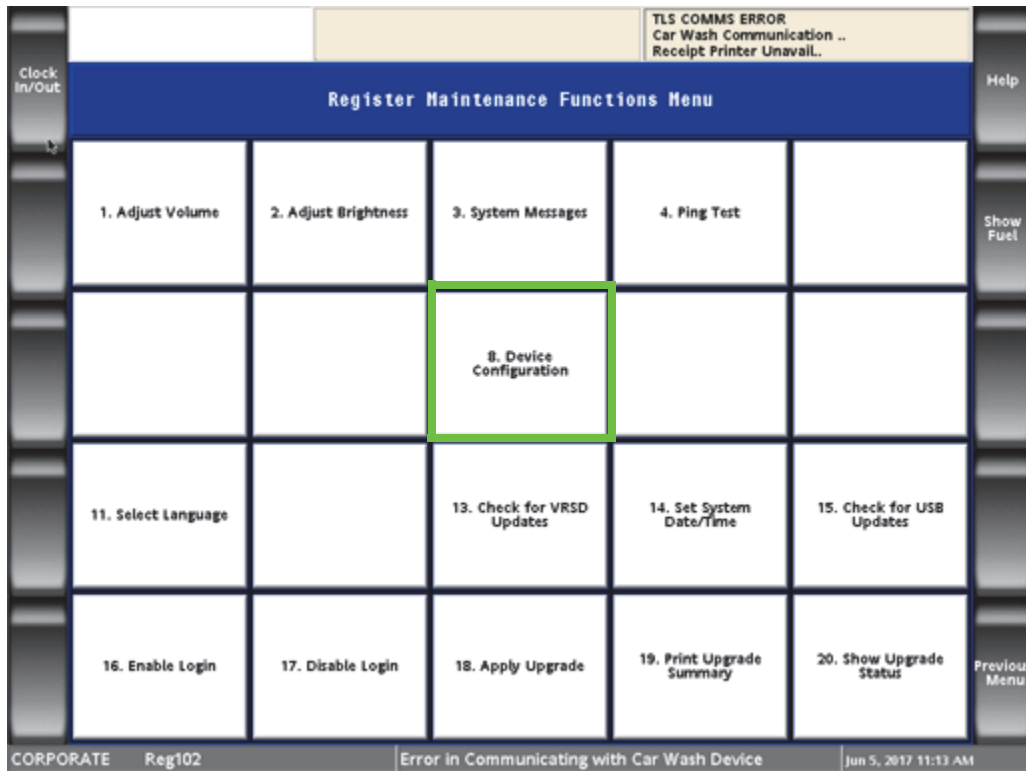 TLS COMMS ERROR
Car Wash Communication ..
Receipt Printer Unavail..
Clock
In/Out
Help
Register Maintenance Functions Menu
1. Adjust Volume
2. Adjust Brightness
3. System Messages
4. Ping Test
Show
Fuel
8. Device
Configuration
11. Select Language
13. Check for VRSD
Updates
14. Set System
Date/Time
15. Check for USB
Updates
16. Enable Login
17. Disable Login
18. Apply Upgrade
19. Print Upgrade
Summary
20. Show Upgrade
Status
Previou
Menu
CORPORATE
Reg102
Error in Communicating with Car Wash Device
Jun 5, 2017 11:13 AM